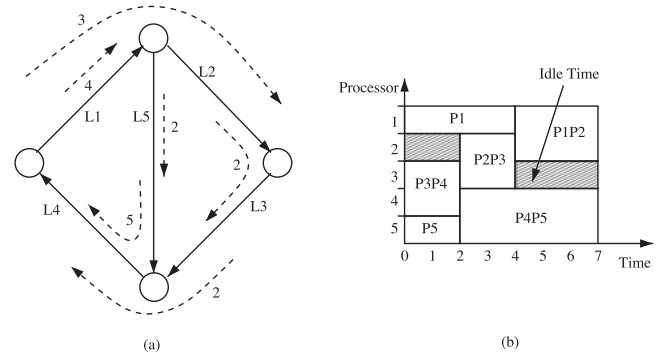 3
4
L1
L2
L5
2
2
5
L4
L3
2
(a)
Idle Time
Processor
1
P1
P1P2
2
P2P3
3
P3P4
4
P4P5
5
P5
0 1 2 3 4 5 6 7
Time
(b)